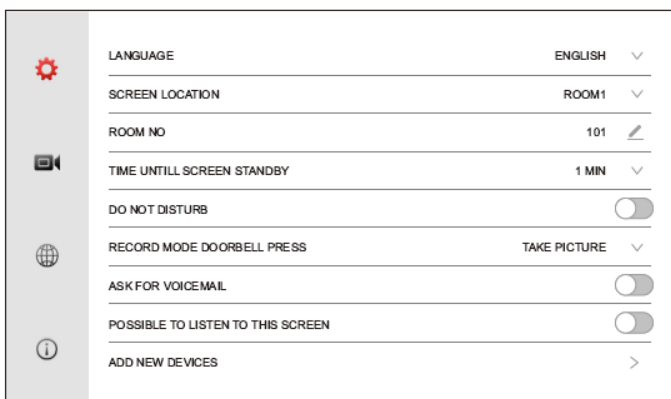 LANGUAGE ENGLISH
SCREEN LOCATION ROOM1
ROOM NO 101
TIME UNTILL SCREEN STANDBY 1 MIN
DO NOT DISTURB
RECORD MODE DOORBELL PRESS TAKE PICTURE
ASK FOR VOICEMAIL
POSSIBLE TO LISTEN TO THIS SCREEN
ADD NEW DEVICES